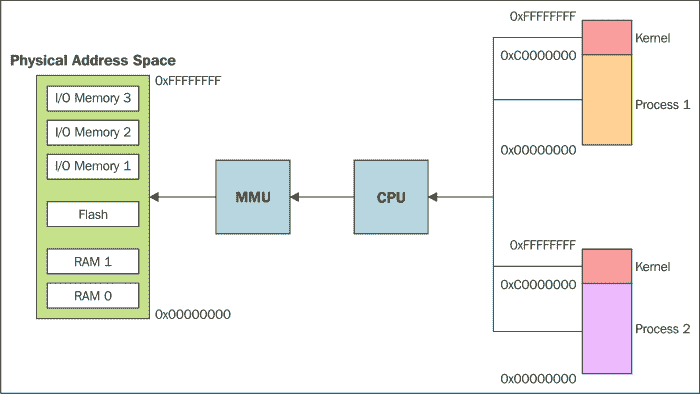 Physical Address Space
0xFFFFFFFF
I/O Memory 3
I/O Memory 2
I/O Memory 1
Flash
RAM 1
RAM 0
0x00000000
MMU
CPU
0xFFFFFFFF
Kernel
0xC0000000
Process 1
0x00000000
0xFFFFFFFF
Kernel
0xC0000000
Process 2
0x00000000